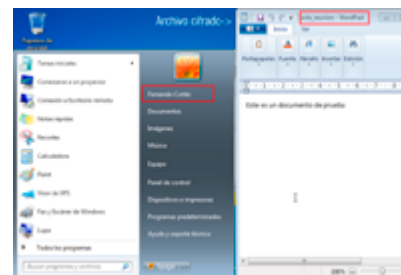 Papelera de reciclaje
Archivo cifrado->
Tareas iniciales
Conectarse a un proyector
Conexión a Escritorio remoto
Notas rápidas
Recortes
Calculadora
Paint
Visor de XPS
Fax y Escáner de Windows
Lupa
Todos los programas
Buscar programas y archivos
Fernando Cortés
Documentos
Imágenes
Música
Equipo
Panel de control
Dispositivos e impresoras
Programas predeterminados
Ayuda y soporte técnico
acta_reunion - WordPad
Inicio
Ver
Portapapeles
Fuente
Párrafo
Insertar
Edición
Este es un documento de prueba
100%